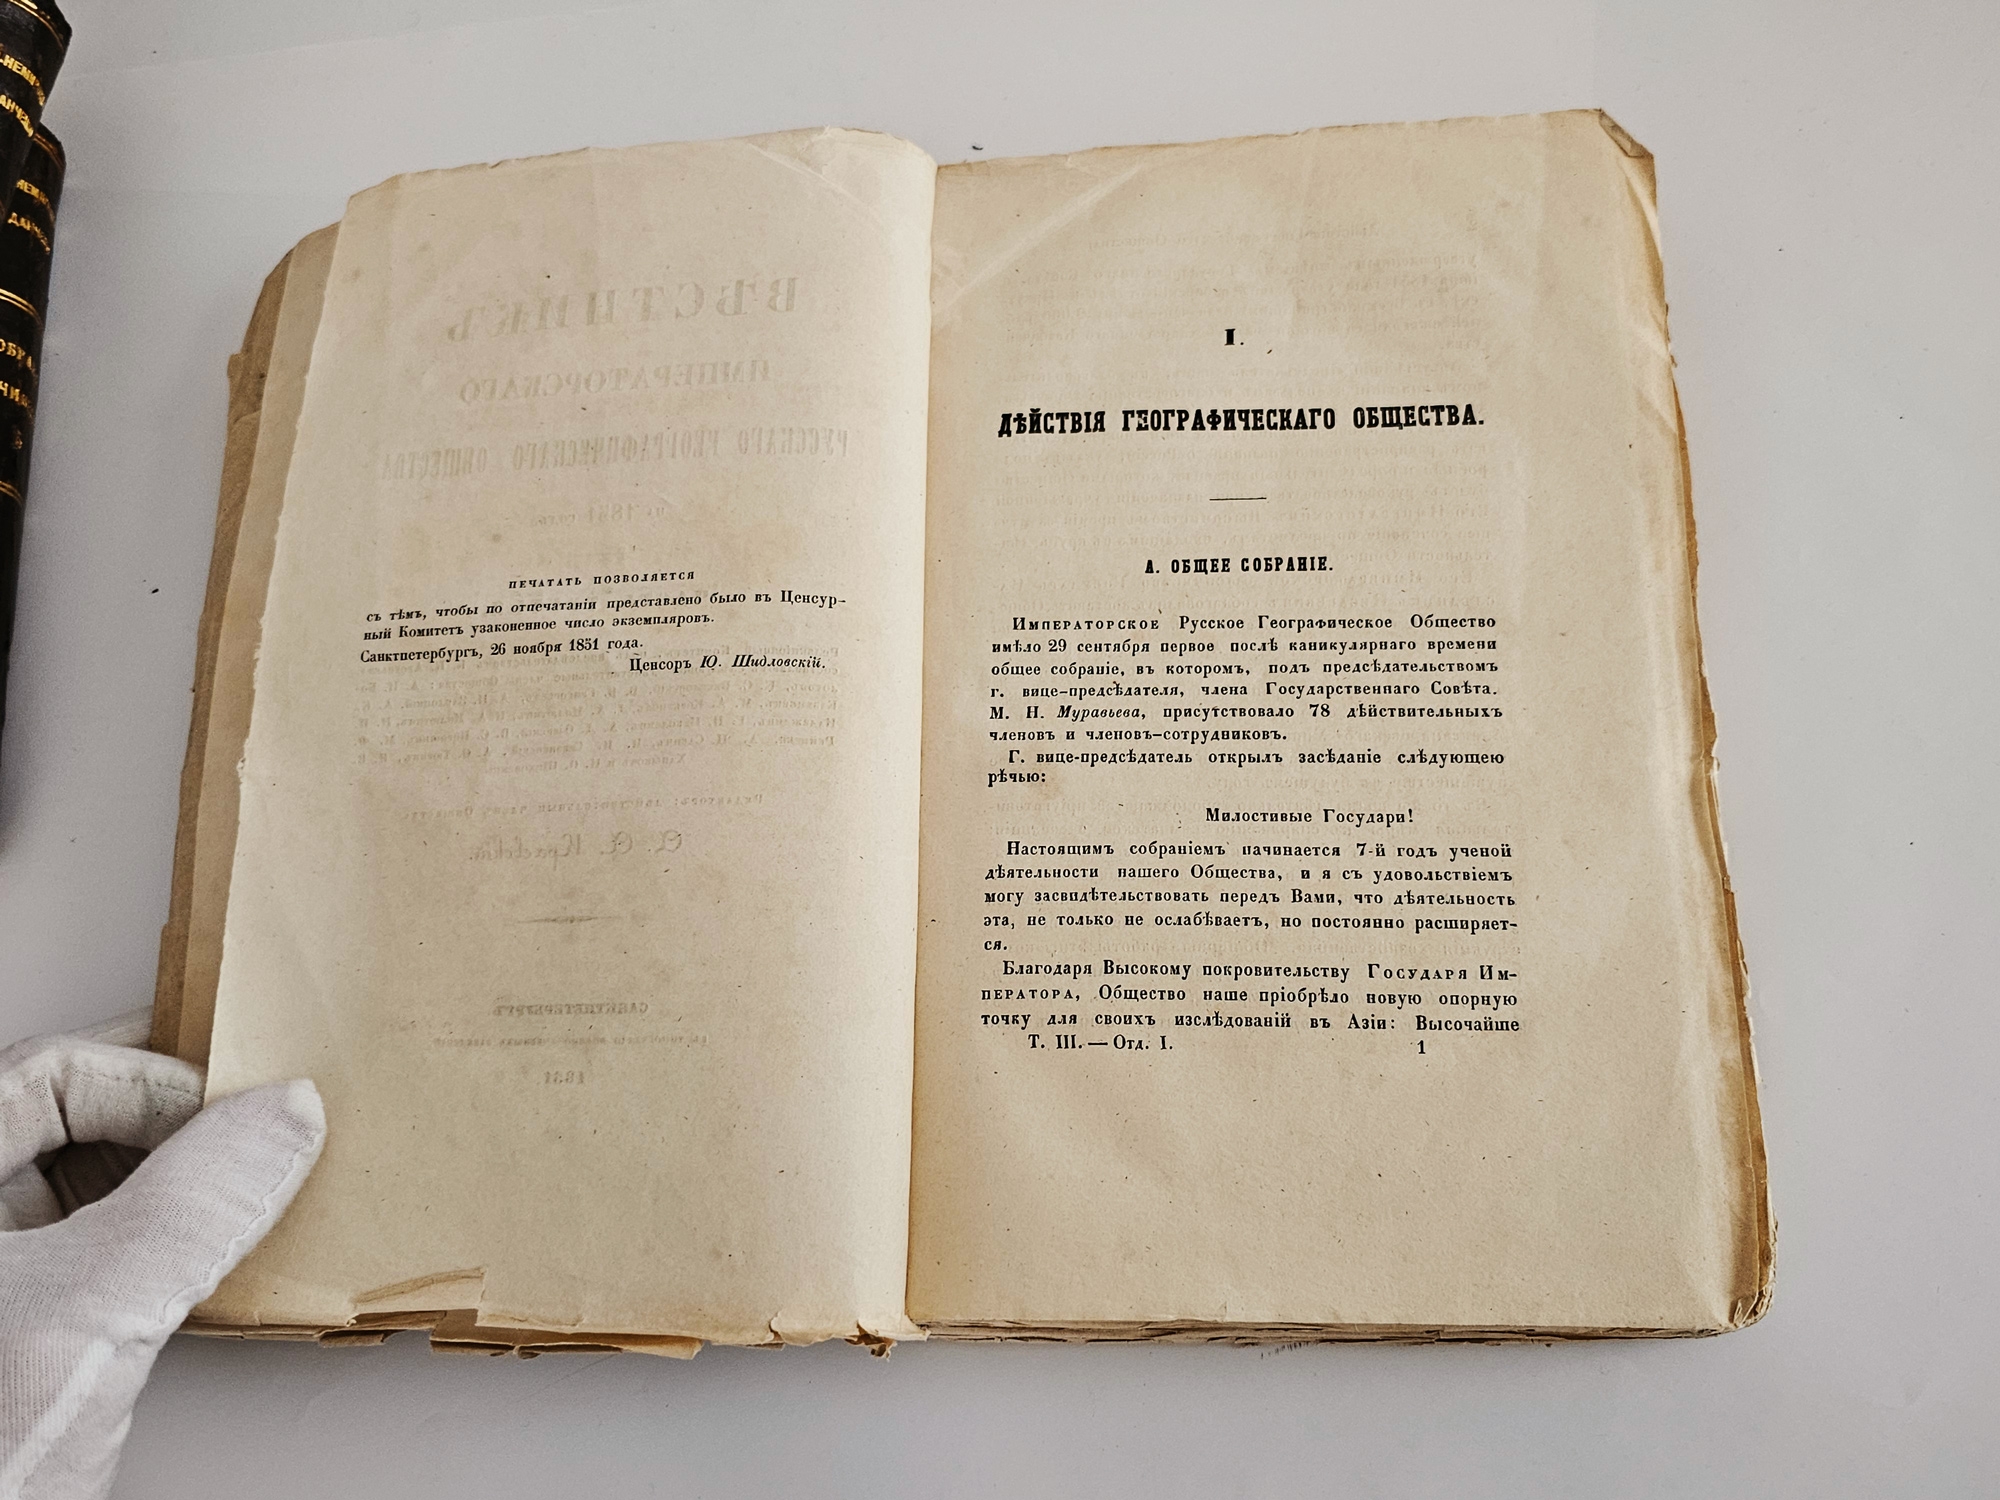 ПЕЧАТАТЬ ПОЗВОЛЯЕТСЯ
съ тѣмъ, чтобы по отпечатаніи представлено было въ Ценсур-
ный Комитетъ узаконенное число экземпляровъ.
Санктпетербургъ, 26 ноября 1851 года.
Ценсоръ Ю. Шидловскій.
I.
ДѢЙСТВІЯ ГЕОГРАФИЧЕСКАГО ОБЩЕСТВА.
А. ОБЩЕЕ СОБРАНІЕ.
Императорское Русское Географическое Общество
имѣло 29 сентября первое послѣ каникулярнаго времени
общее собраніе, въ которомъ, подъ предсѣдательствомъ
г. вице-предсѣдателя, члена Государственнаго Совѣта.
М. Н. Муравьева, присутствовало 78 дѣйствительныхъ
членовъ и членовъ-сотрудниковъ.
Г. вице-предсѣдатель открылъ засѣданіе слѣдующею
рѣчью:
Милостивые Государи!
Настоящимъ собраніемъ начинается 7-й годъ ученой
дѣятельности нашего Общества, и я съ удовольствіемъ
могу засвидѣтельствовать передъ Вами, что дѣятельность
эта, не только не ослабѣваетъ, но постоянно расширяет-
ся.
Благодаря Высокому покровительству Государя Им-
ператора, Общество наше пріобрѣло новую опорную
точку для своихъ изслѣдованій въ Азіи: Высочайше
Т. III. — Отд. I. 1